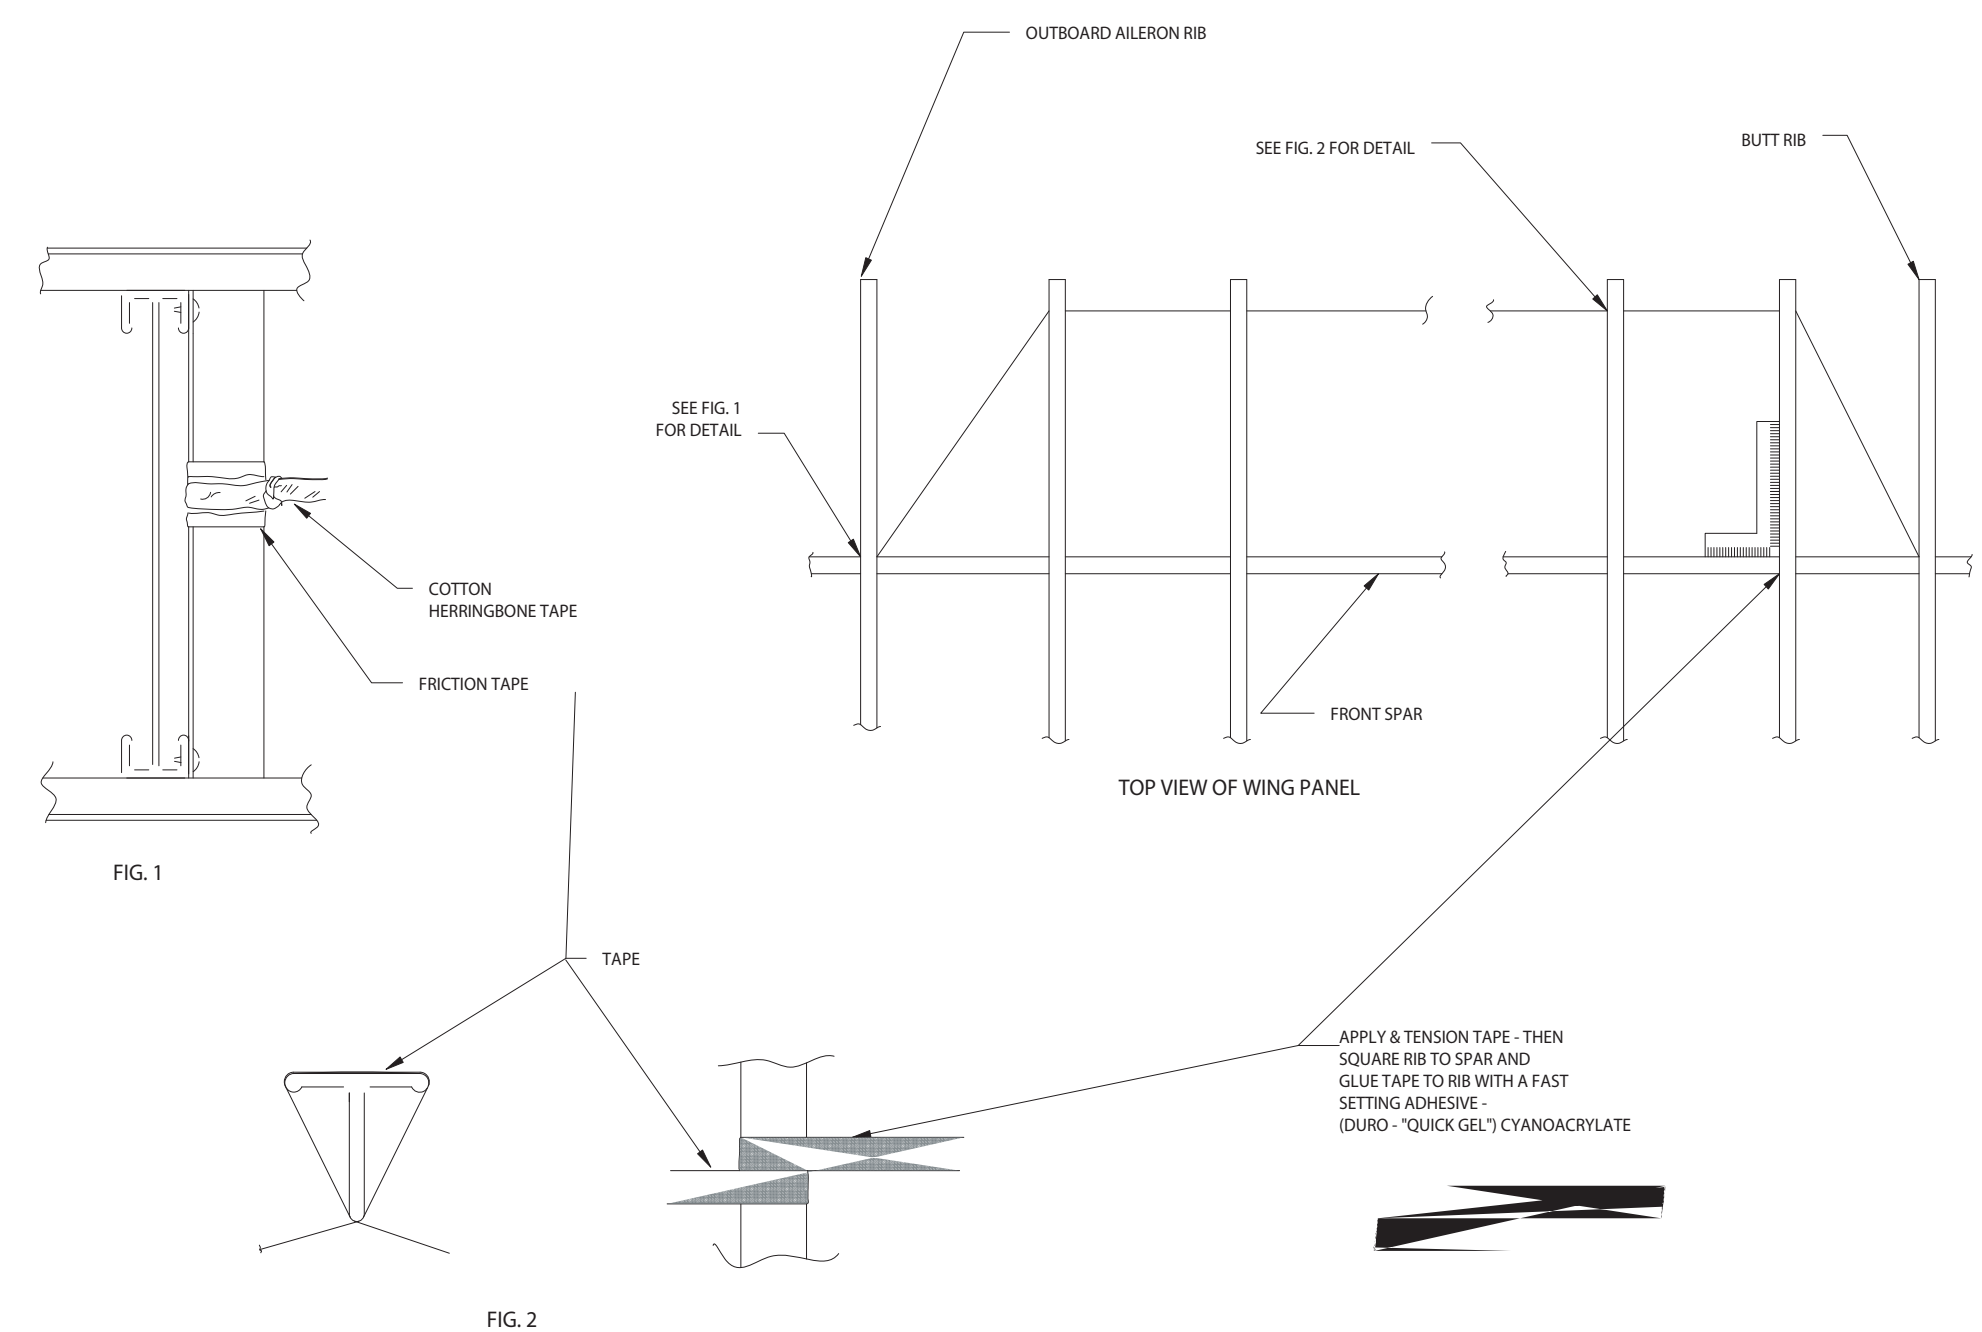 OUTBOARD AILERON RIB
SEE FIG. 2 FOR DETAIL
BUTT RIB
SEE FIG. 1
FOR DETAIL
COTTON
HERRINGBONE TAPE
FRICTION TAPE
FRONT SPAR
TOP VIEW OF WING PANEL
FIG. 1
TAPE
APPLY & TENSION TAPE - THEN
SQUARE RIB TO SPAR AND
GLUE TAPE TO RIB WITH A FAST
SETTING ADHESIVE -
(DURO - "QUICK GEL") CYANOACRYLATE
FIG. 2